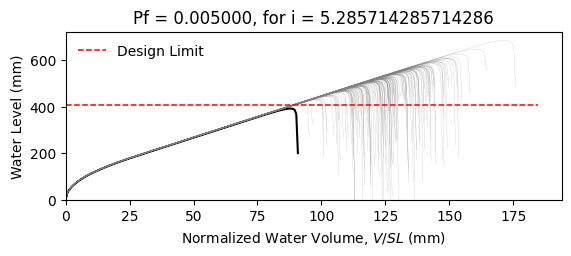 Pf = 0.005000, for i = 5.285714285714286
Water Level (mm)
600
400
200
0
Design Limit
0 25 50 75 100 125 150 175
Normalized Water Volume, V/SL (mm)